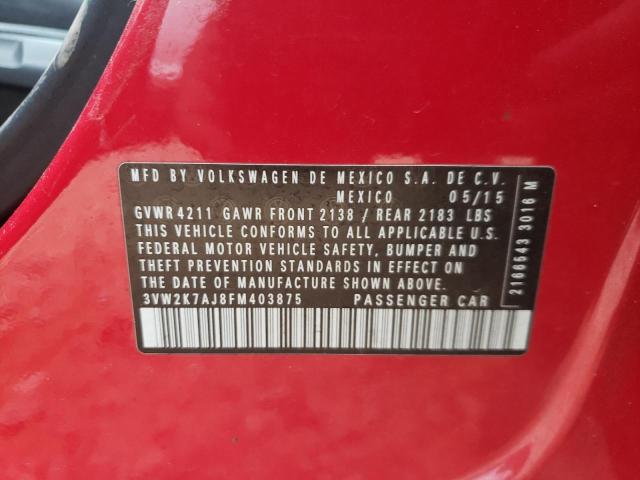 MFD BY VOLKSWAGEN DE MEXICO S.A. DE C.V.
MEXICO 05/15
GVWR 4211 GAWR FRONT 2138 / REAR 2183 LBS
THIS VEHICLE CONFORMS TO ALL APPLICABLE U.S.
FEDERAL MOTOR VEHICLE SAFETY, BUMPER AND
THEFT PREVENTION STANDARDS IN EFFECT ON
THE DATE OF MANUFACTURE SHOWN ABOVE.
3VW2K7AJ8FM403875 PASSENGER CAR
2166543 3016 M